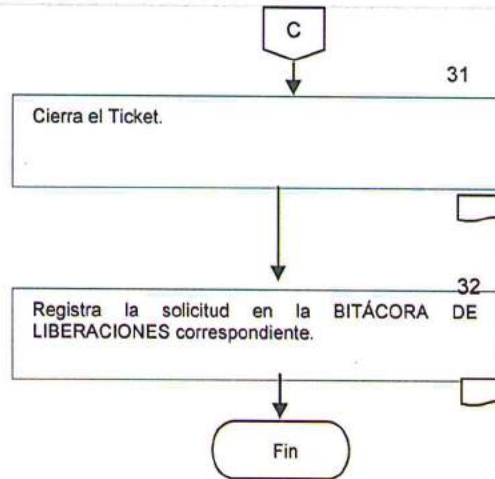 C
31
Cierra el Ticket.
32
Registra la solicitud en la BITÁCORA DE
LIBERACIONES correspondiente.
Fin